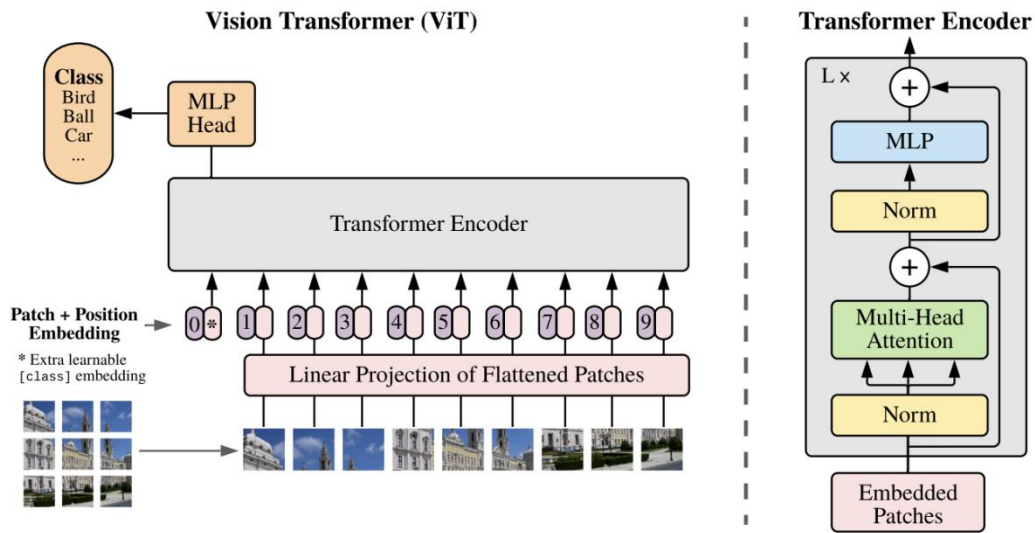 Vision Transformer (ViT)
Class
Bird
Ball
Car
...
MLP
Head
Transformer Encoder
0 * 1 2 3 4 5 6 7 8 9
Patch + Position
Embedding
* Extra learnable
[class] embedding
Linear Projection of Flattened Patches
Transformer Encoder
L ×
+
MLP
Norm
+
Multi-Head
Attention
Norm
Embedded
Patches